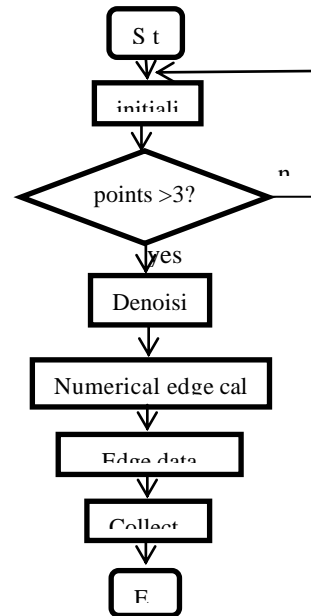 S t
initiali
n
points >3?
yes
Denoisi
Numerical edge cal
Edge data
Collect
E